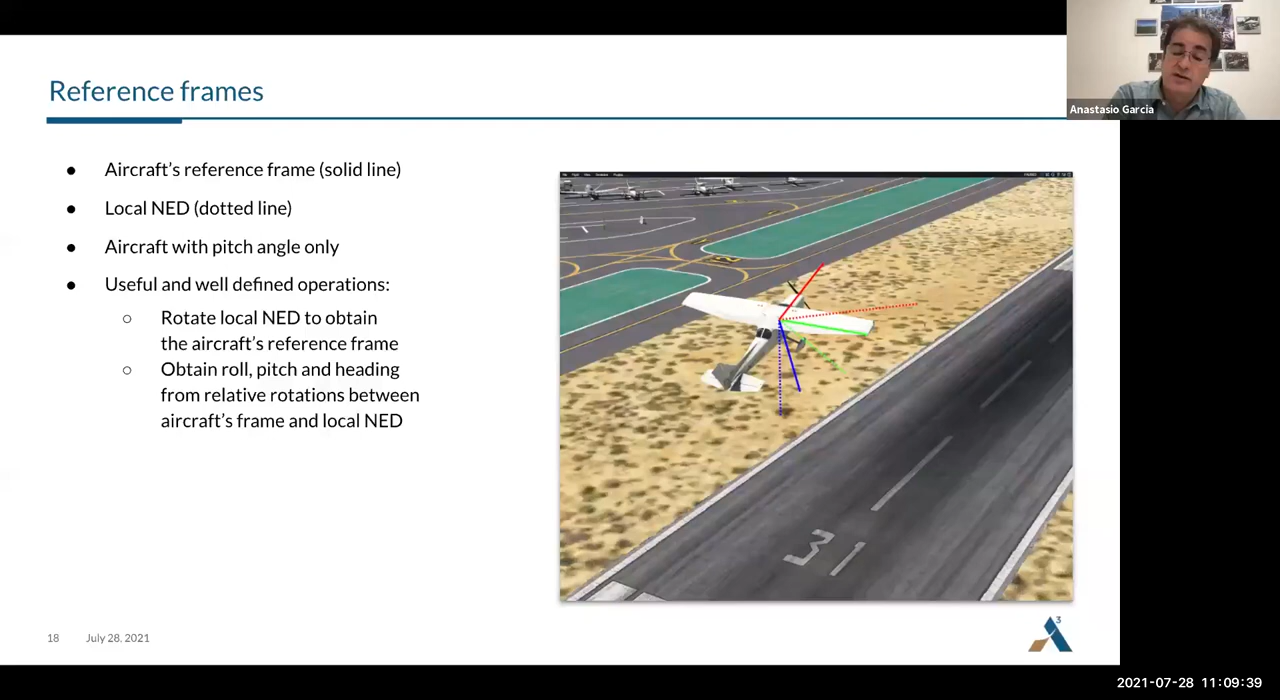 Reference frames
Anastasio Garcia
● Aircraft’s reference frame (solid line)
● Local NED (dotted line)
● Aircraft with pitch angle only
● Useful and well defined operations:
○ Rotate local NED to obtain
the aircraft’s reference frame
○ Obtain roll, pitch and heading
from relative rotations between
aircraft’s frame and local NED
31
18 July 28, 2021
3
2021-07-28 11:09:39